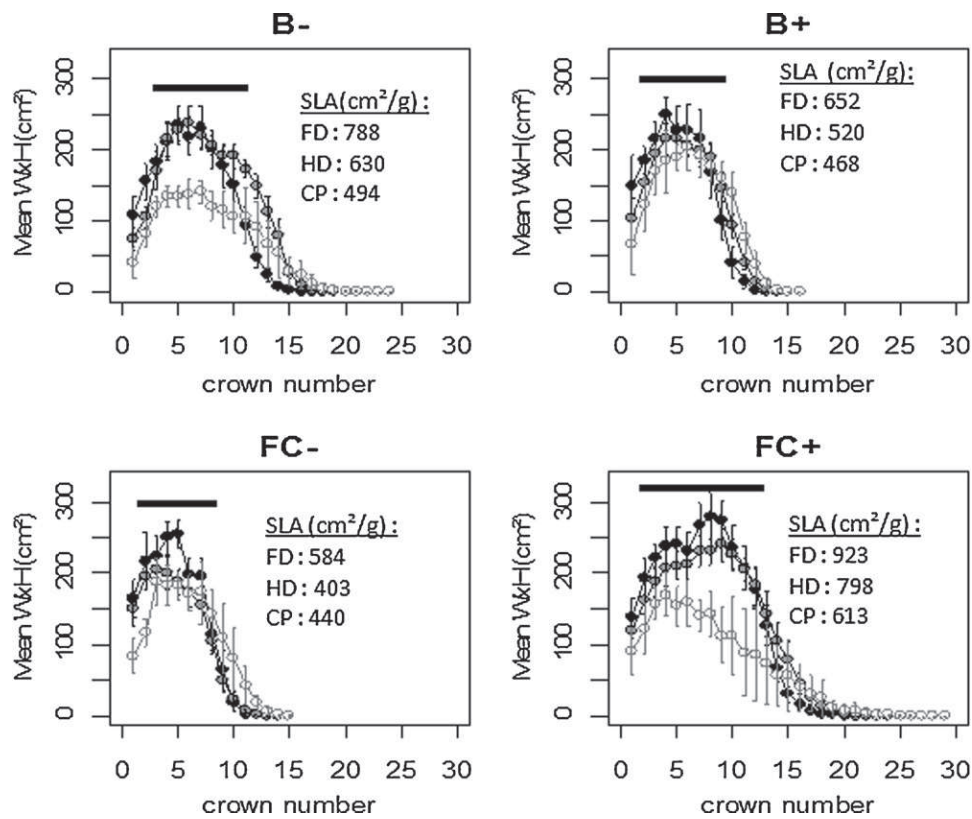 B-
Mean WxH(cm²)
300
200
100
0
SLA(cm²/g) :
FD : 788
HD : 630
CP : 494
0 5 10 15 20 25 30
crown number
B+
Mean WxH(cm²)
300
200
100
0
SLA (cm²/g) :
FD : 652
HD : 520
CP : 468
0 5 10 15 20 25 30
crown number
FC-
Mean WxH(cm²)
300
200
100
0
SLA (cm²/g) :
FD : 584
HD : 403
CP : 440
0 5 10 15 20 25 30
crown number
FC+
Mean WxH(cm²)
300
200
100
0
SLA (cm²/g) :
FD : 923
HD : 798
CP : 613
0 5 10 15 20 25 30
crown number